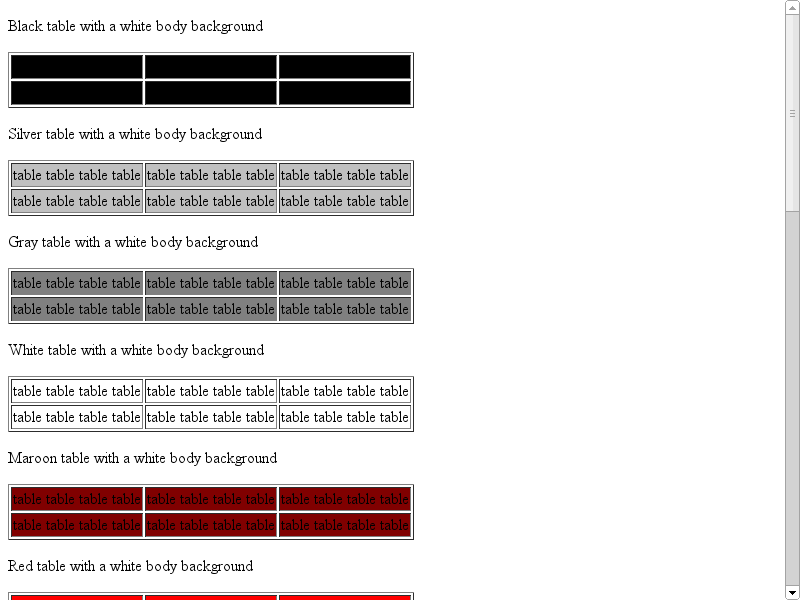 Black table with a white body background
Silver table with a white body background
table table table table table table table table table table table table
table table table table table table table table table table table table
Gray table with a white body background
table table table table table table table table table table table table
table table table table table table table table table table table table
White table with a white body background
table table table table table table table table table table table table
table table table table table table table table table table table table
Maroon table with a white body background
table table table table table table table table table table table table
table table table table table table table table table table table table
Red table with a white body background